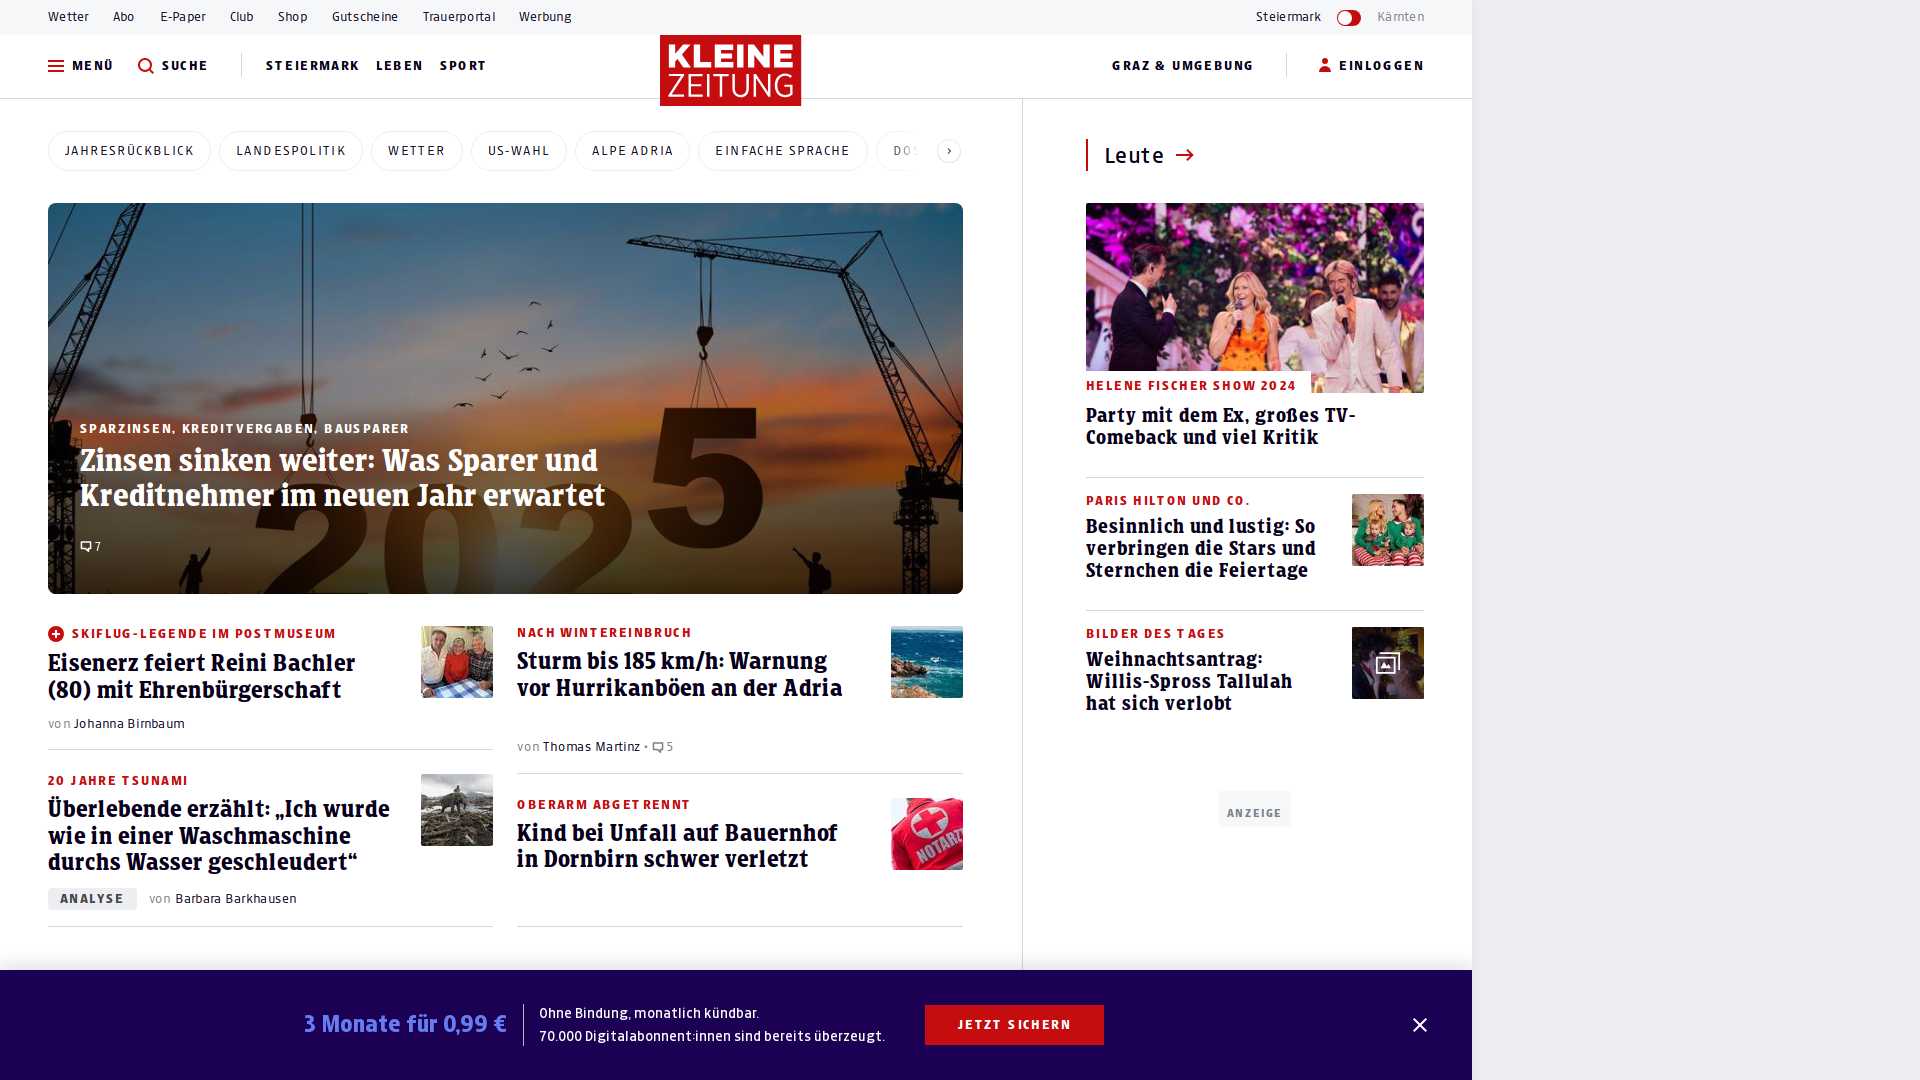 Wetter Abo E-Paper Club Shop Gutscheine Trauerportal Werbung
Steiermark Kärnten
MENÜ SUCHE STEIERMARK LEBEN SPORT
KLEINE
ZEITUNG
GRAZ & UMGEBUNG EINLOGGEN
JAHRESRÜCKBLICK LANDESPOLITIK WETTER US-WAHL ALPE ADRIA EINFACHE SPRACHE
2025
SPARZINSEN, KREDITVERGABEN, BAUSPARER
Zinsen sinken weiter: Was Sparer und
Kreditnehmer im neuen Jahr erwartet
7
SKIFLUG-LEGENDE IM POSTMUSEUM
Eisenerz feiert Reini Bachler
(80) mit Ehrenbürgerschaft
von Johanna Birnbaum
20 JAHRE TSUNAMI
Überlebende erzählt: „Ich wurde
wie in einer Waschmaschine
durchs Wasser geschleudert“
ANALYSE von Barbara Barkhausen
NACH WINTEREINBRUCH
Sturm bis 185 km/h: Warnung
vor Hurrikanböen an der Adria
von Thomas Martinz • 5
OBERARM ABGETRENNT
Kind bei Unfall auf Bauernhof
in Dornbirn schwer verletzt
NOTARZT
Leute
HELENE FISCHER SHOW 2024
Party mit dem Ex, großes TV-
Comeback und viel Kritik
PARIS HILTON UND CO.
Besinnlich und lustig: So
verbringen die Stars und
Sternchen die Feiertage
BILDER DES TAGES
Weihnachtsantrag:
Willis-Spross Tallulah
hat sich verlobt
ANZEIGE
3 Monate für 0,99 €
Ohne Bindung, monatlich kündbar.
70.000 Digitalabonnent:innen sind bereits überzeugt.
JETZT SICHERN